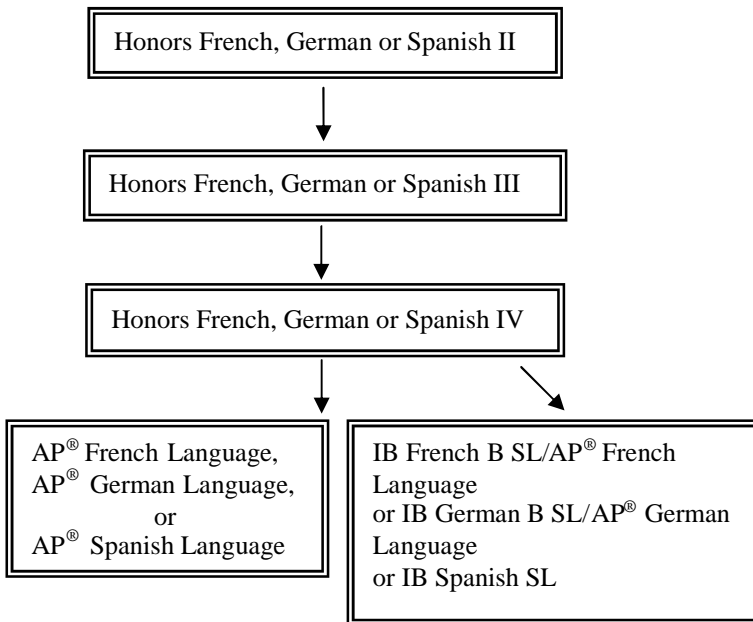 Honors French, German or Spanish II
Honors French, German or Spanish III
Honors French, German or Spanish IV
AP® French Language,
AP® German Language,
or
AP® Spanish Language
IB French B SL/AP® French
Language
or IB German B SL/AP® German
Language
or IB Spanish SL